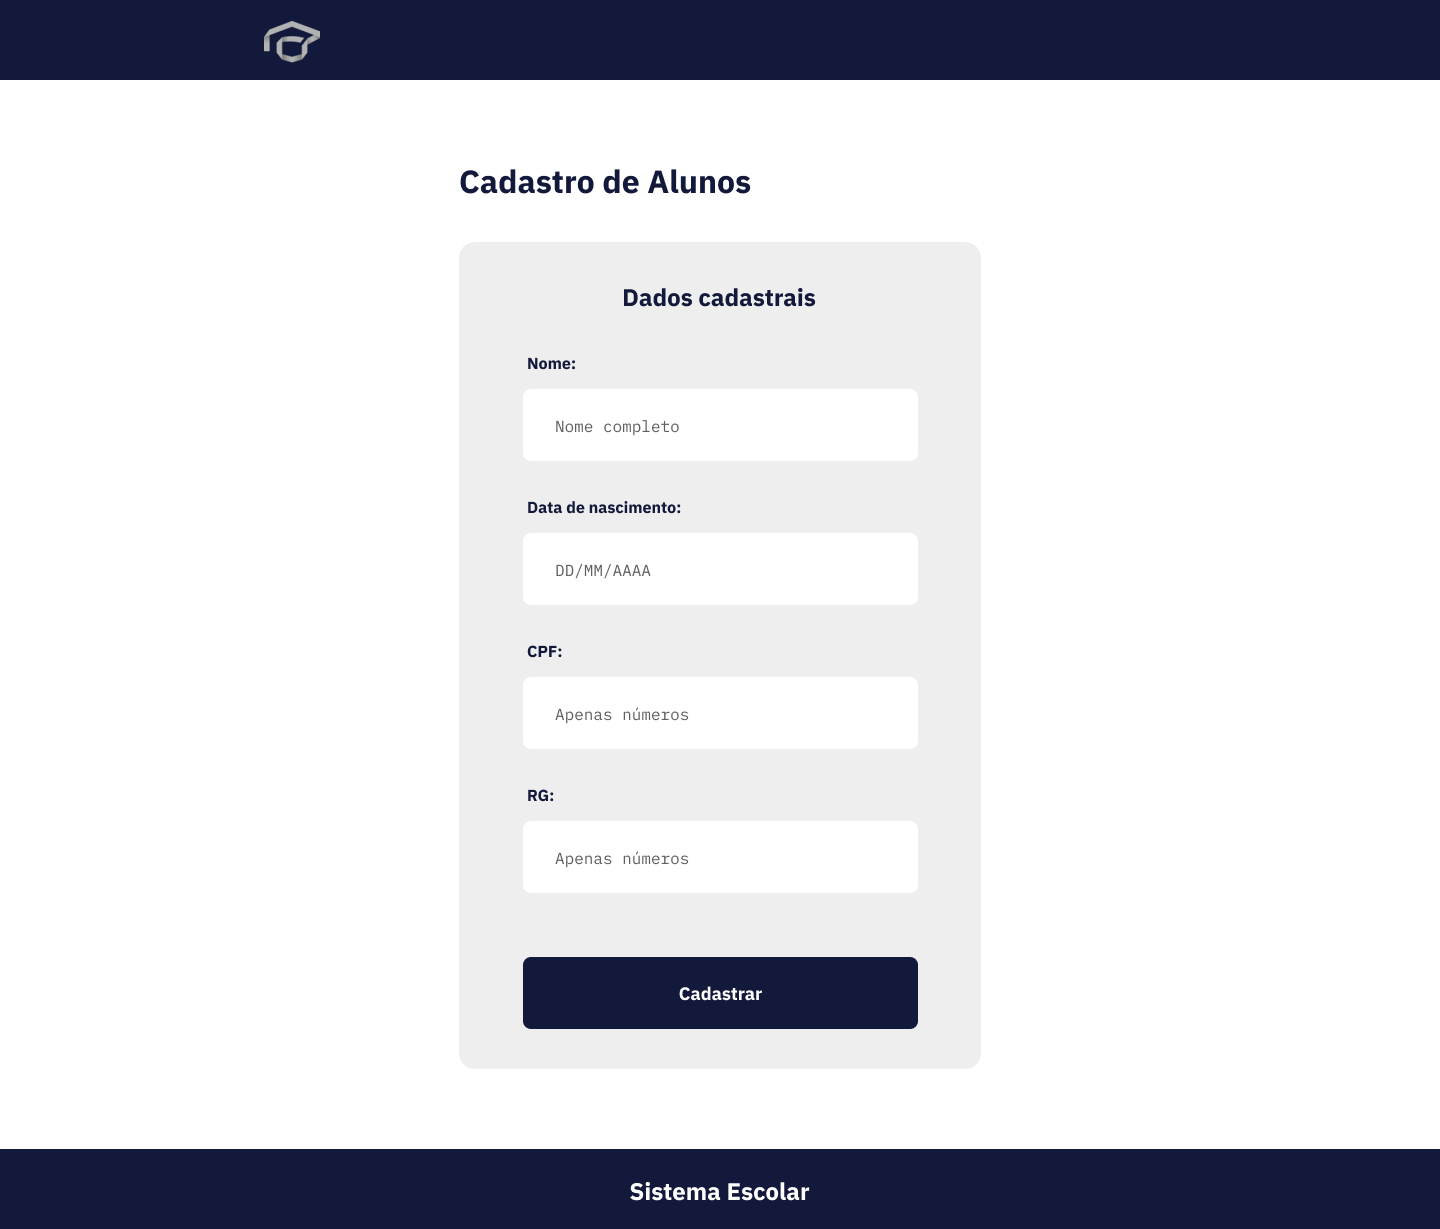 Cadastro de Alunos
Dados cadastrais
Nome:
Nome completo
Data de nascimento:
DD/MM/AAAA
CPF:
Apenas números
RG:
Apenas números
Cadastrar
Sistema Escolar